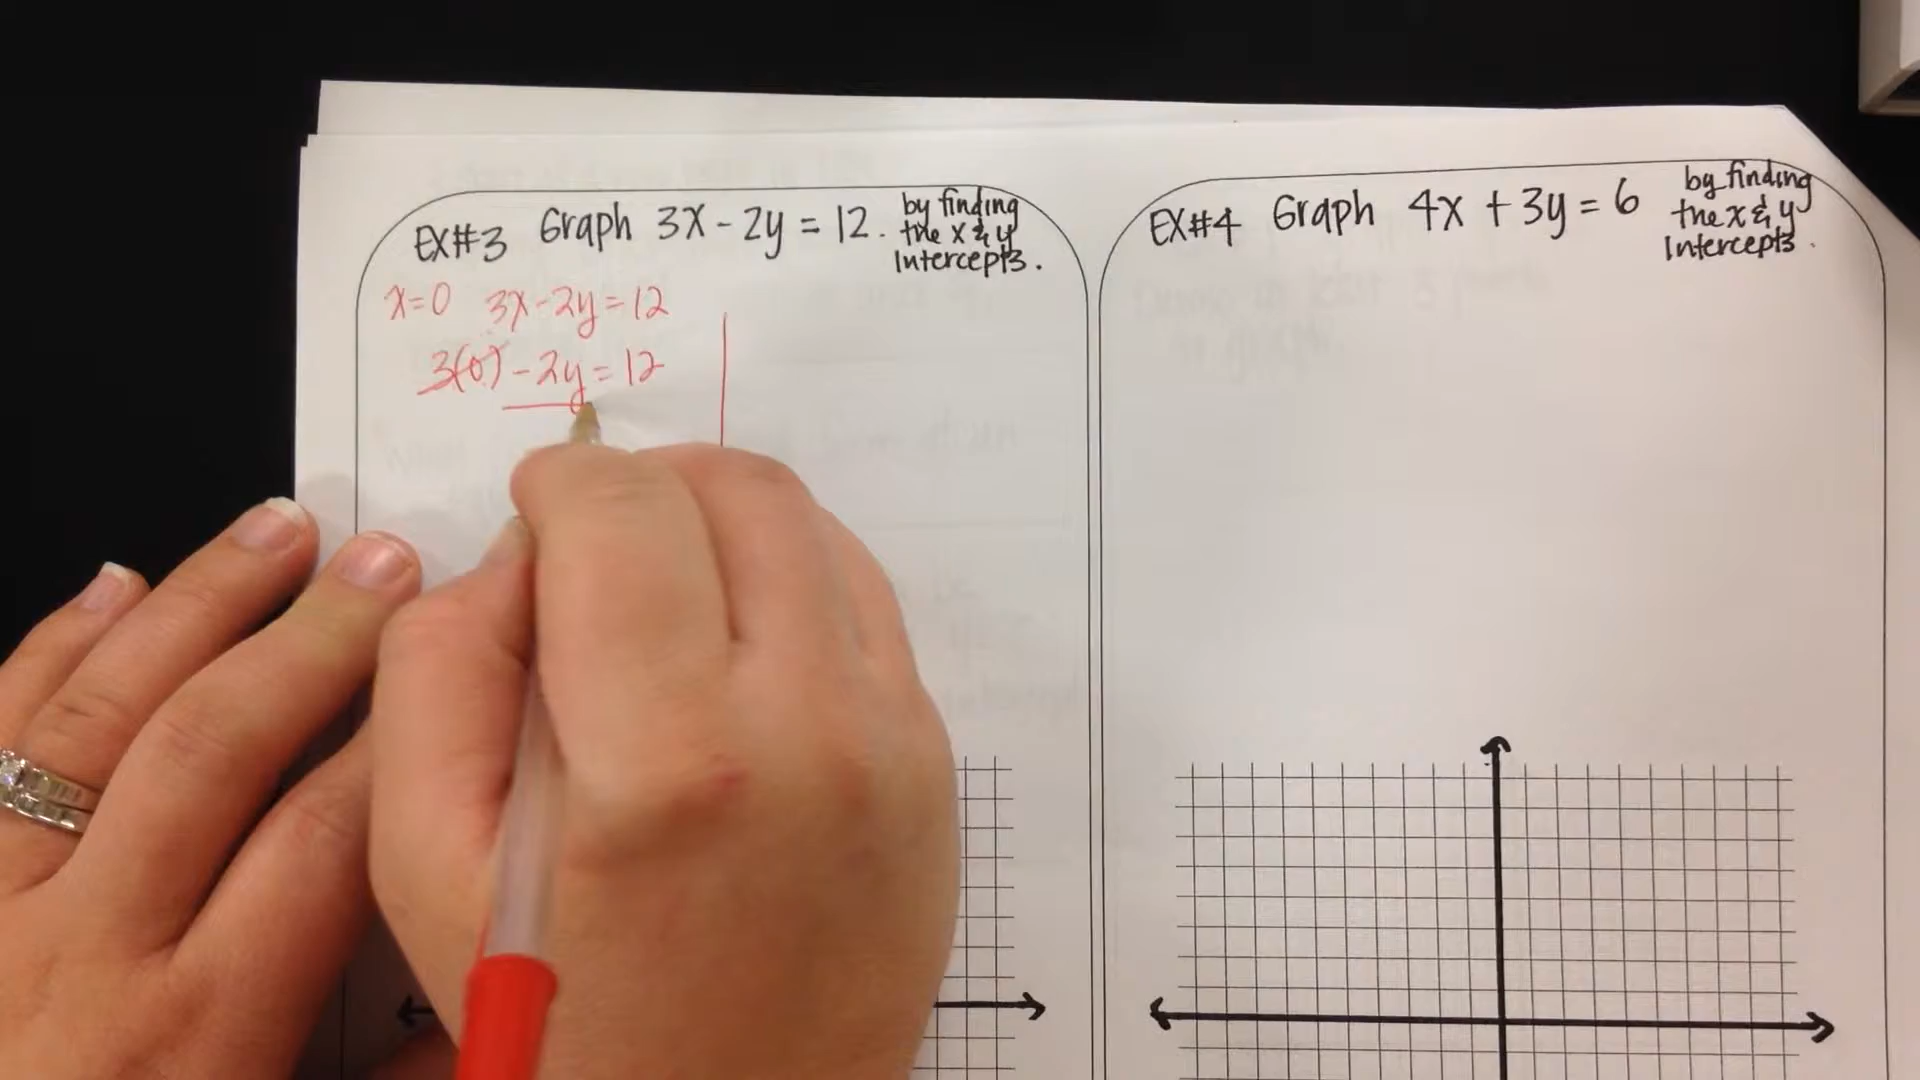 EX#3 Graph 3x - 2y = 12. by finding
the x & y
Intercepts.
x=0 3x-2y=12
3(0) - 2y = 12
EX#4 Graph 4x + 3y = 6 by finding
the x & y
Intercepts.